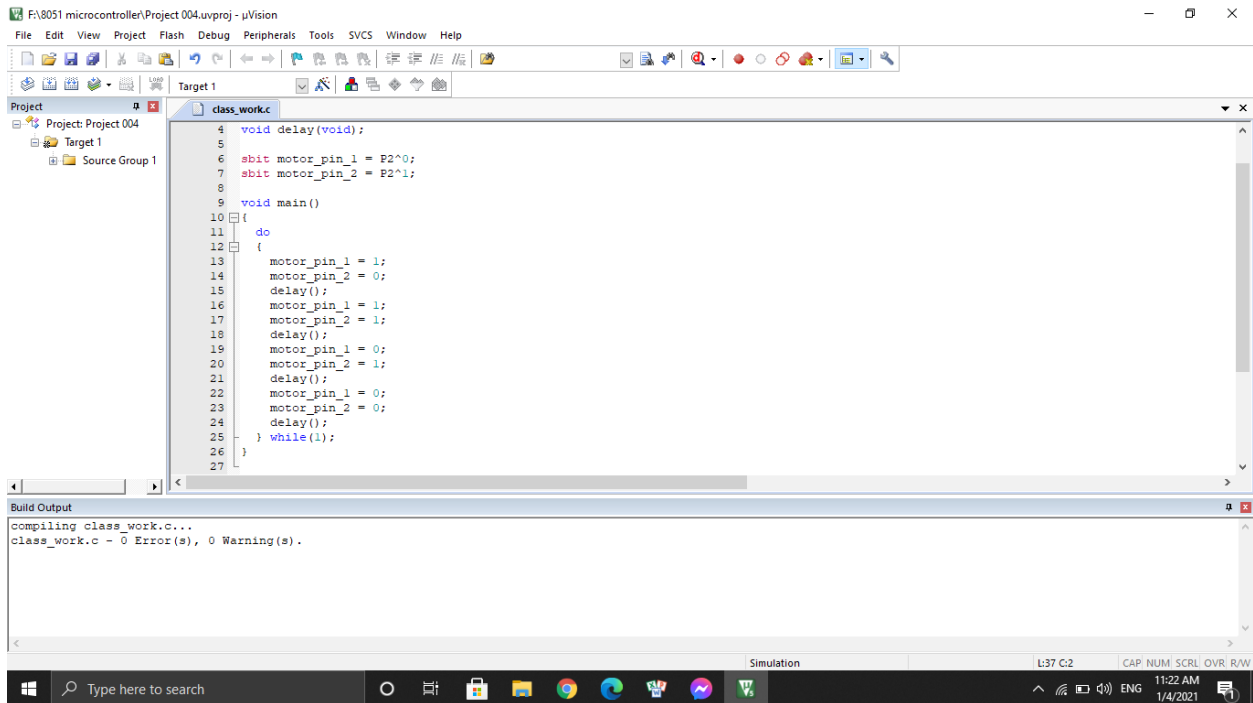 F:\8051 microcontroller\Project 004.uvproj - µVision
File Edit View Project Flash Debug Peripherals Tools SVCS Window Help
LOAD Target 1
Project
class_work.c
Project: Project 004
Target 1
Source Group 1
4 void delay(void);
5
6 sbit motor_pin_1 = P2^0;
7 sbit motor_pin_2 = P2^1;
8
9 void main()
10 {
11 do
12 {
13 motor_pin_1 = 1;
14 motor_pin_2 = 0;
15 delay();
16 motor_pin_1 = 1;
17 motor_pin_2 = 1;
18 delay();
19 motor_pin_1 = 0;
20 motor_pin_2 = 1;
21 delay();
22 motor_pin_1 = 0;
23 motor_pin_2 = 0;
24 delay();
25 } while(1);
26 }
27
Build Output
compiling class_work.c...
class_work.c - 0 Error(s), 0 Warning(s).
Simulation L:37 C:2 CAP NUM SCRL OVR R/W
Type here to search
ENG
11:22 AM
1/4/2021
1